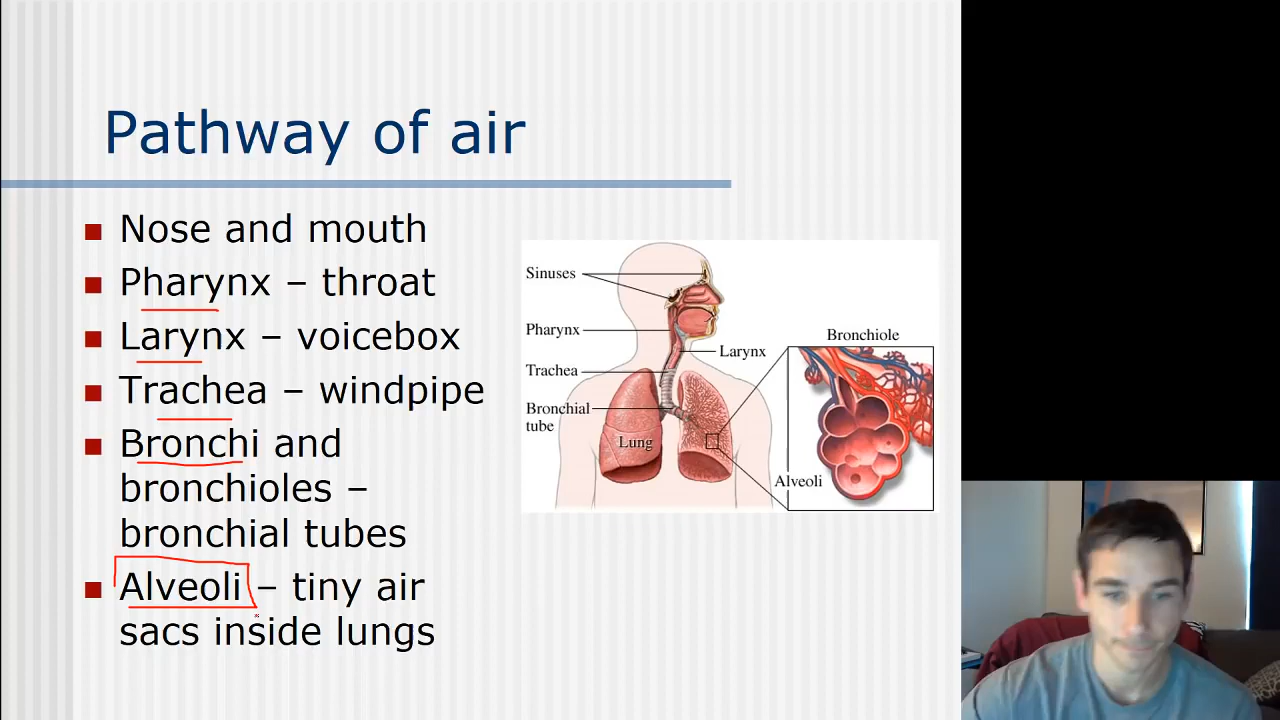 Pathway of air
Nose and mouth
Pharynx – throat
Larynx – voicebox
Trachea – windpipe
Bronchi and
bronchioles –
bronchial tubes
Alveoli – tiny air
sacs inside lungs
Sinuses
Pharynx
Larynx
Trachea
Bronchial
tube
Lung
Bronchiole
Alveoli